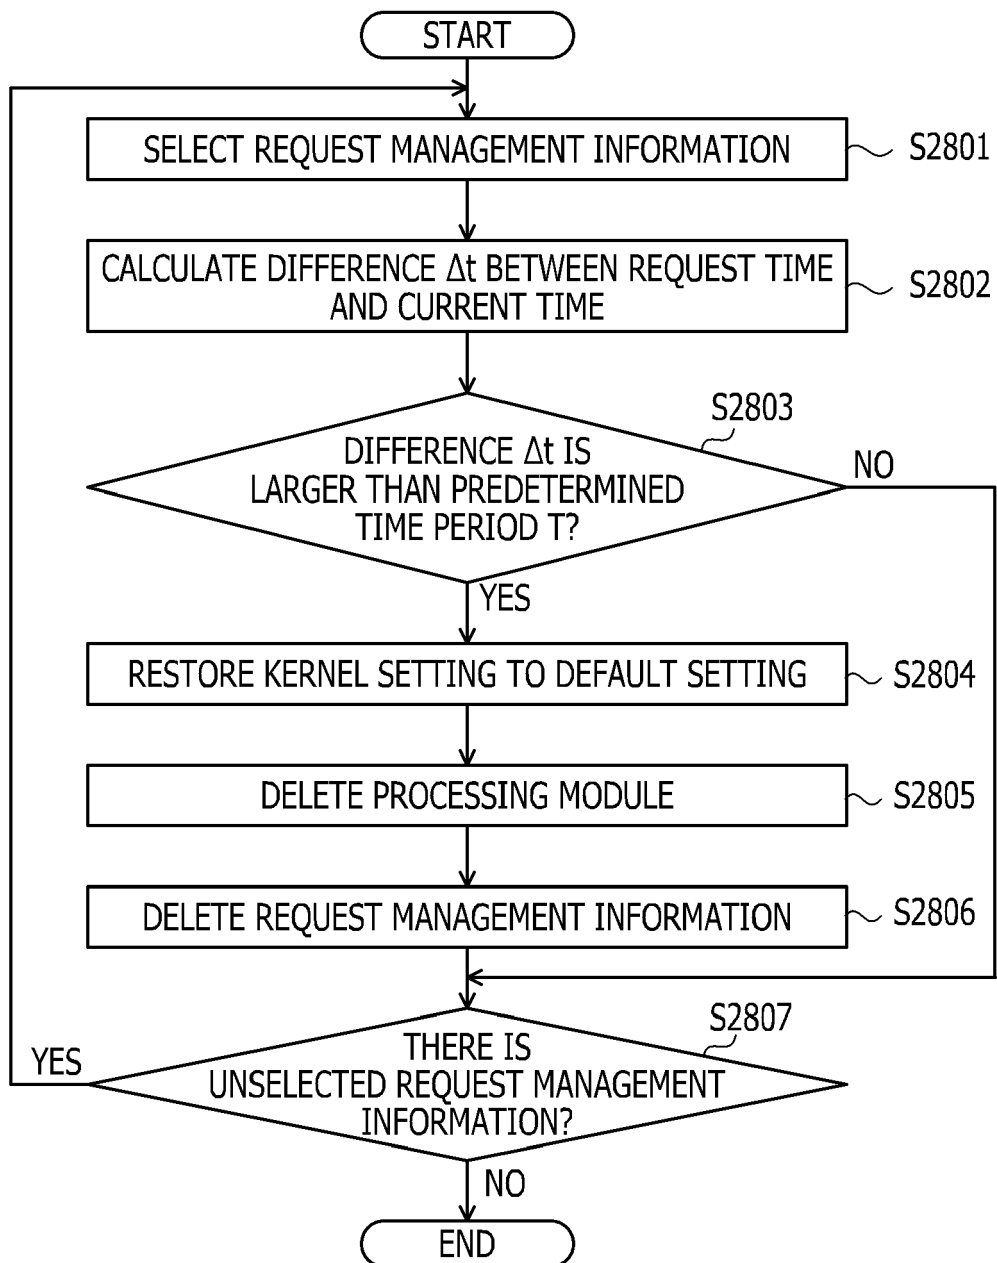 START
SELECT REQUEST MANAGEMENT INFORMATION
S2801
CALCULATE DIFFERENCE Δt BETWEEN REQUEST TIME
AND CURRENT TIME
S2802
S2803
DIFFERENCE Δt IS
LARGER THAN PREDETERMINED
TIME PERIOD T?
NO
YES
RESTORE KERNEL SETTING TO DEFAULT SETTING
S2804
DELETE PROCESSING MODULE
S2805
DELETE REQUEST MANAGEMENT INFORMATION
S2806
S2807
YES
THERE IS
UNSELECTED REQUEST MANAGEMENT
INFORMATION?
NO
END